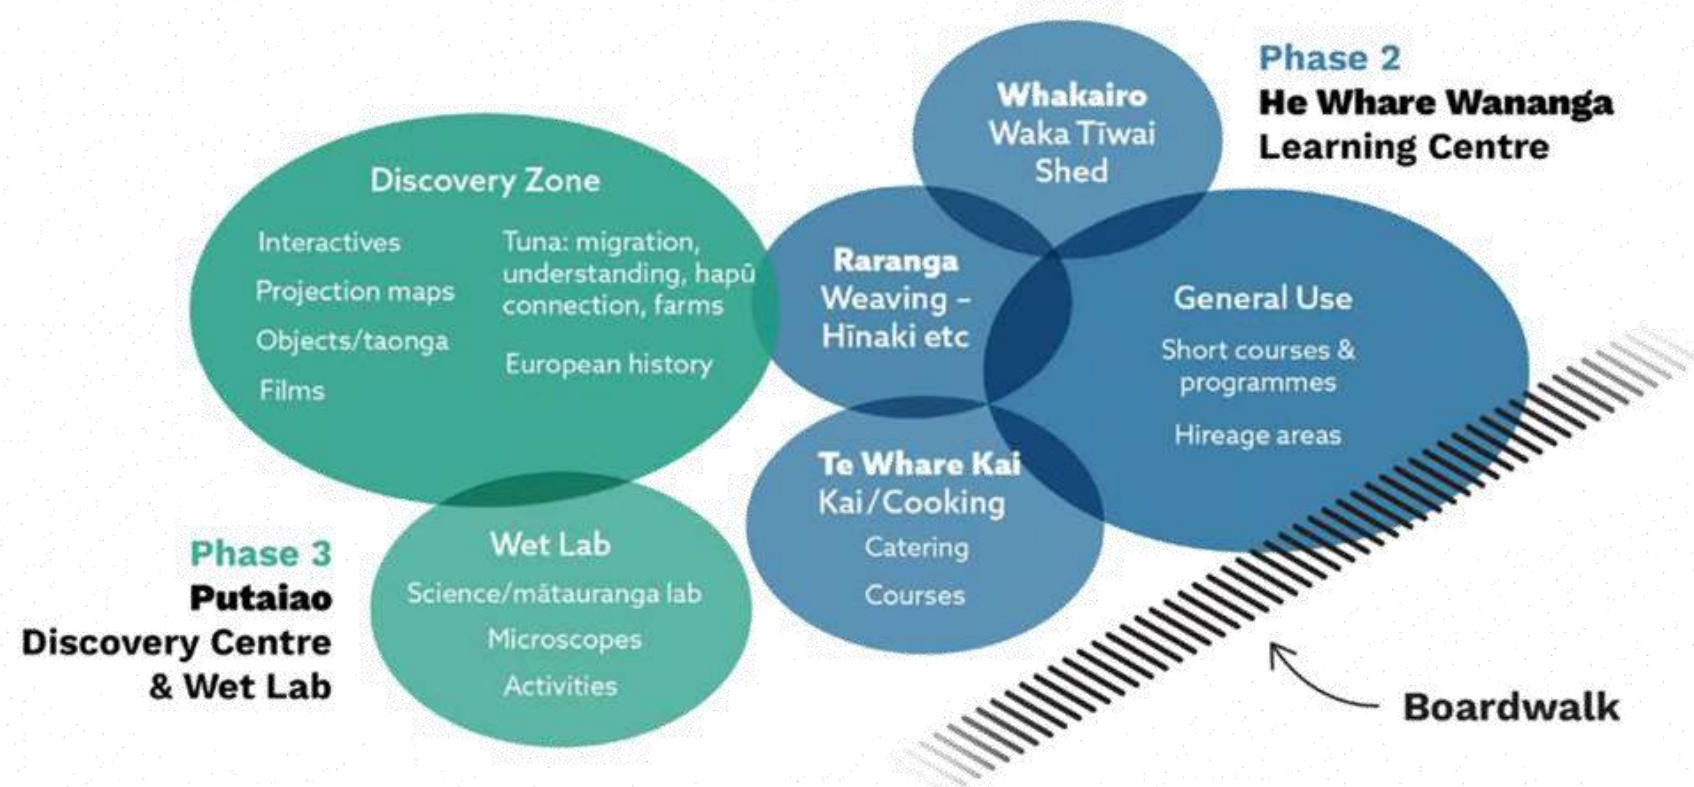 Phase 2
He Whare Wananga
Learning Centre
Whakairo
Waka Tīwai
Shed
Discovery Zone
Interactives
Projection maps
Objects/taonga
Films
Tuna: migration,
understanding, hapū
connection, farms
European history
Raranga
Weaving –
Hīnaki etc
General Use
Short courses &
programmes
Hireage areas
Te Whare Kai
Kai/Cooking
Catering
Courses
Phase 3
Putaiao
Discovery Centre
& Wet Lab
Wet Lab
Science/mātauranga lab
Microscopes
Activities
Boardwalk